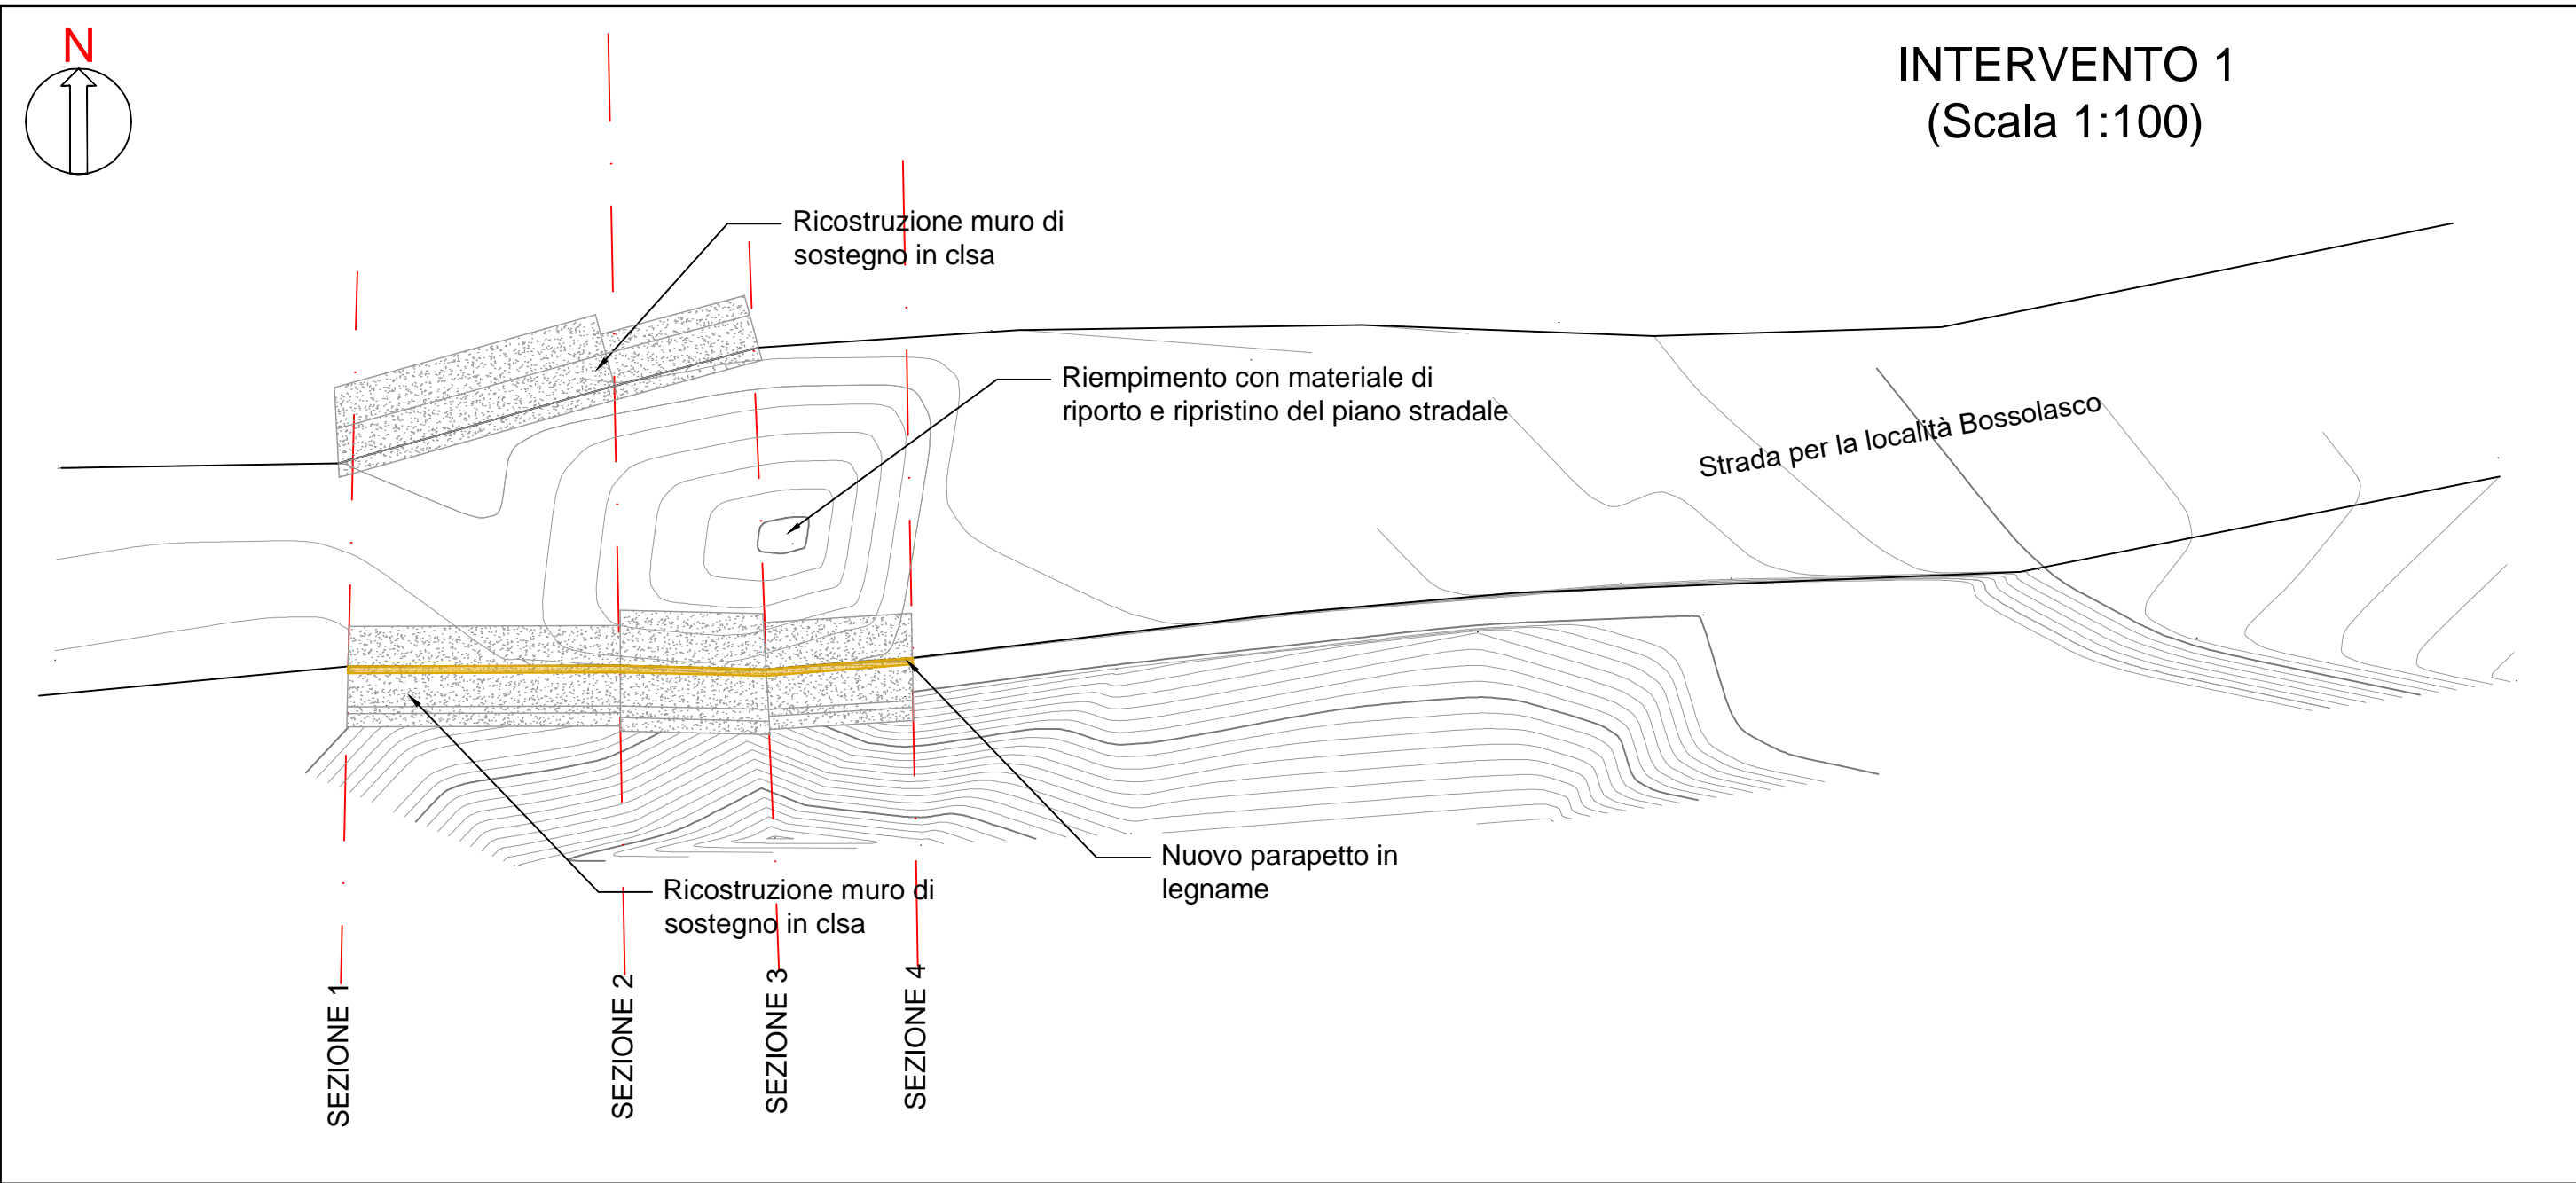 N
INTERVENTO 1
(Scala 1:100)
Ricostruzione muro di
sostegno in clsa
Riempimento con materiale di
riporto e ripristino del piano stradale
Strada per la località Bossolasco
Nuovo parapetto in
legname
Ricostruzione muro di
sostegno in clsa
SEZIONE 1
SEZIONE 2
SEZIONE 3
SEZIONE 4